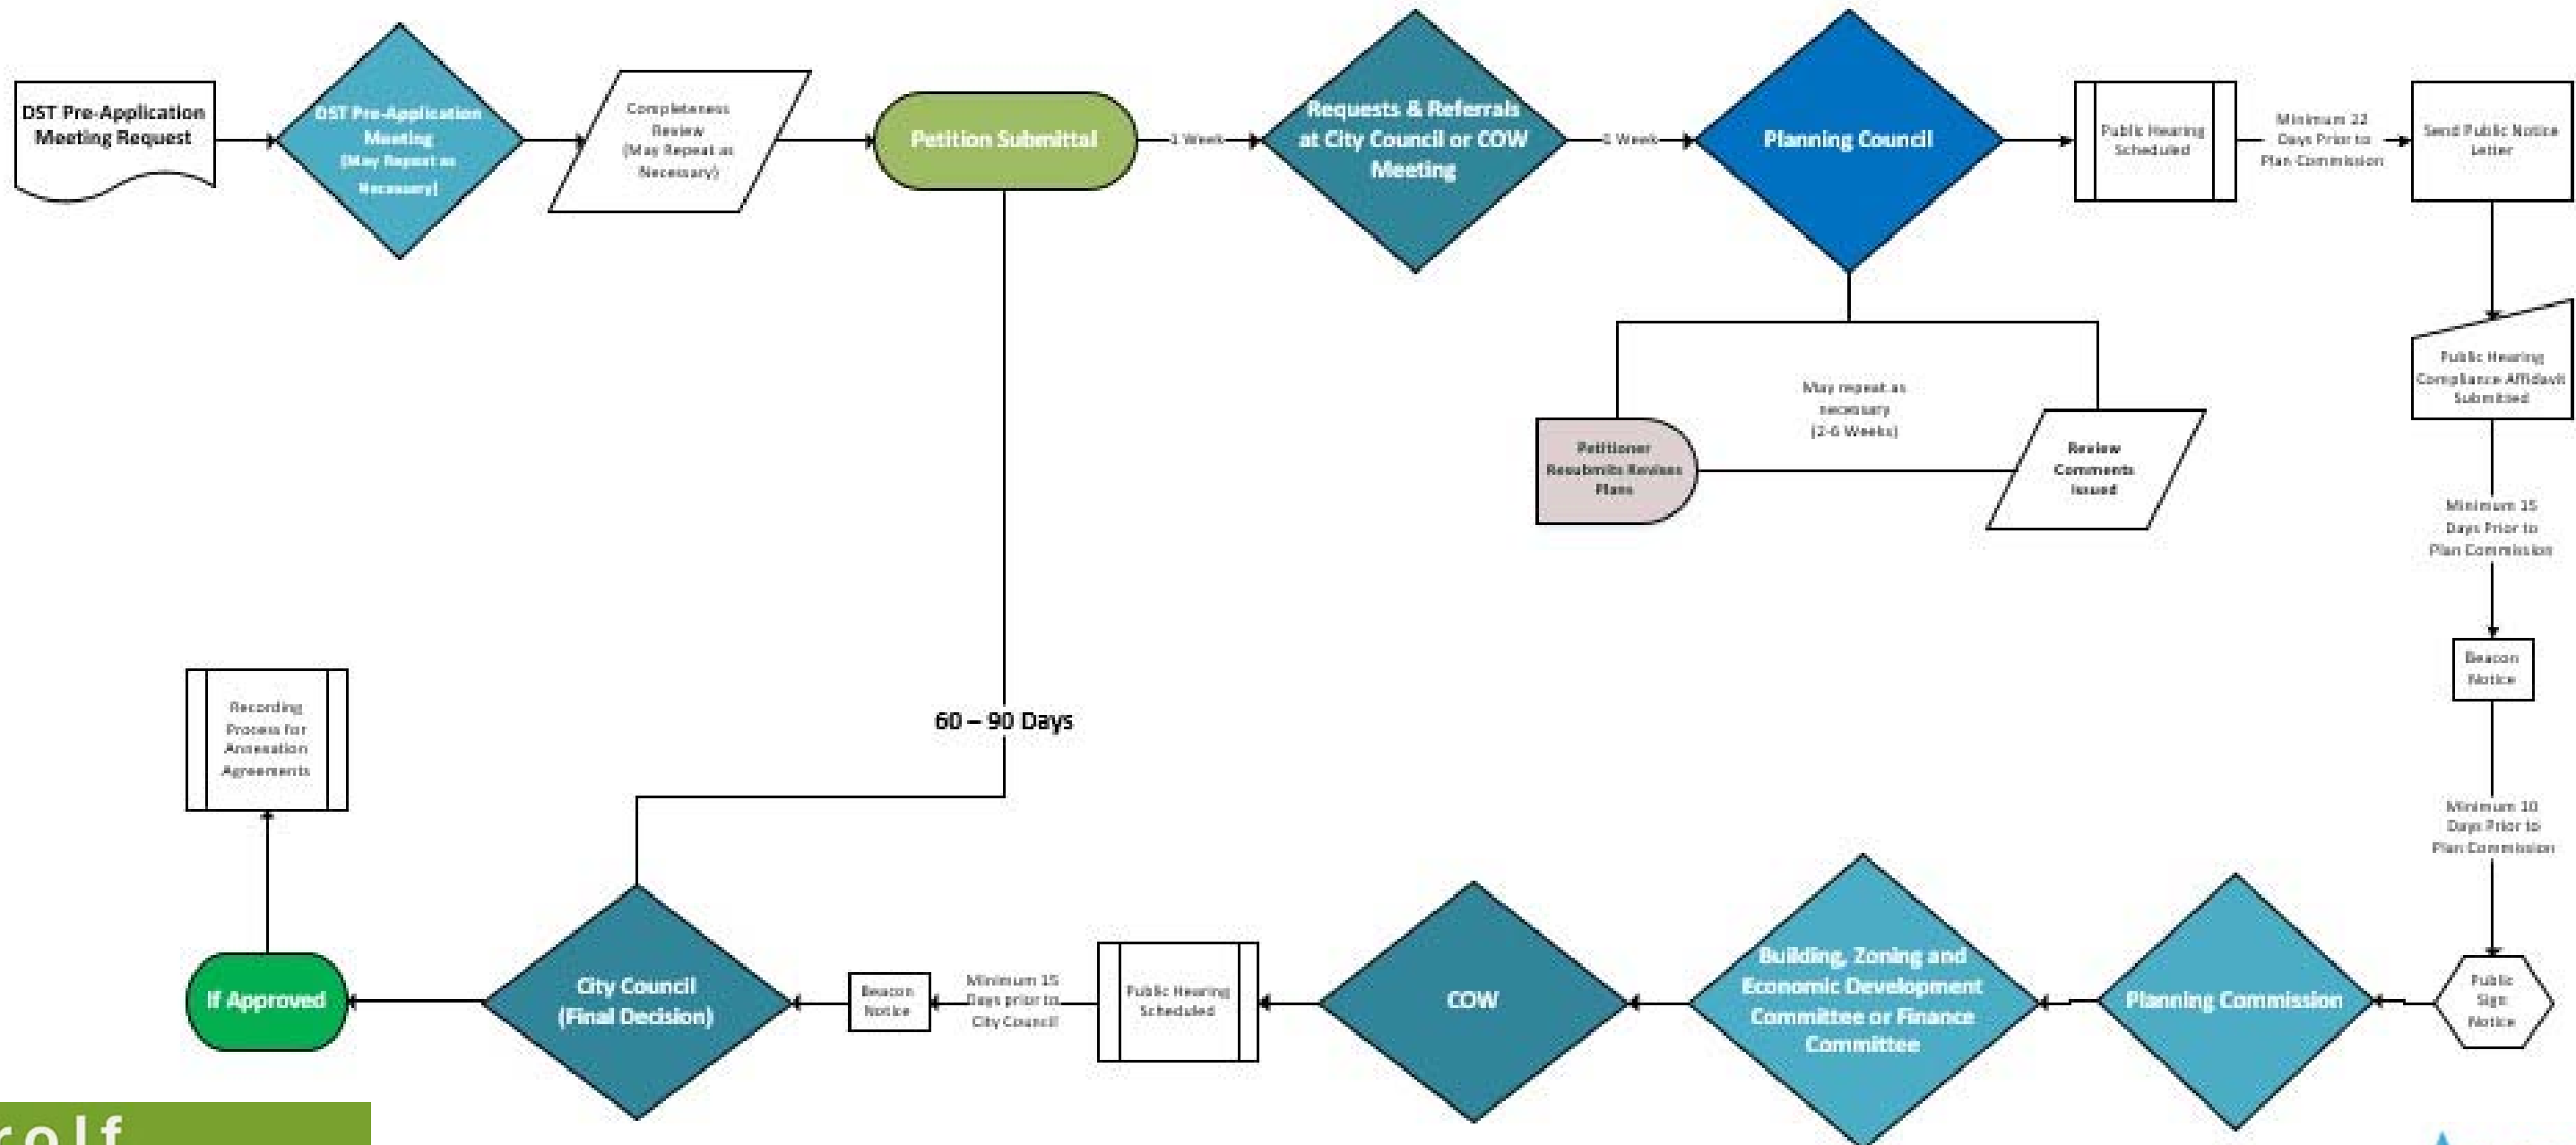 DST Pre-Application
Meeting Request
DST Pre-Application
Meeting
(May Repeat as
Necessary)
Completeness
Review
(May Repeat as
Necessary)
Petition Submittal
1 Week
Requests & Referrals
at City Council or COW
Meeting
Week
Planning Council
Public Hearing
Scheduled
Minimum 22
Days Prior to
Plan Commission
Send Public Notice
Letter
Public Hearing
Compliance Affidavit
Submitted
May repeat as
necessary
(2-6 Weeks)
Petitioner
Resubmits Revises
Plans
Review
Comments
Issued
Minimum 15
Days Prior to
Plan Commission
Beacon
Notice
Recording
Process for
Annexation
Agreements
60 – 90 Days
Minimum 10
Days Prior to
Plan Commission
If Approved
City Council
(Final Decision)
Beacon
Notice
Minimum 15
Days prior to
City Council
Public Hearing
Scheduled
COW
Building, Zoning and
Economic Development
Committee or Finance
Committee
Planning Commission
Public
Sign
Notice